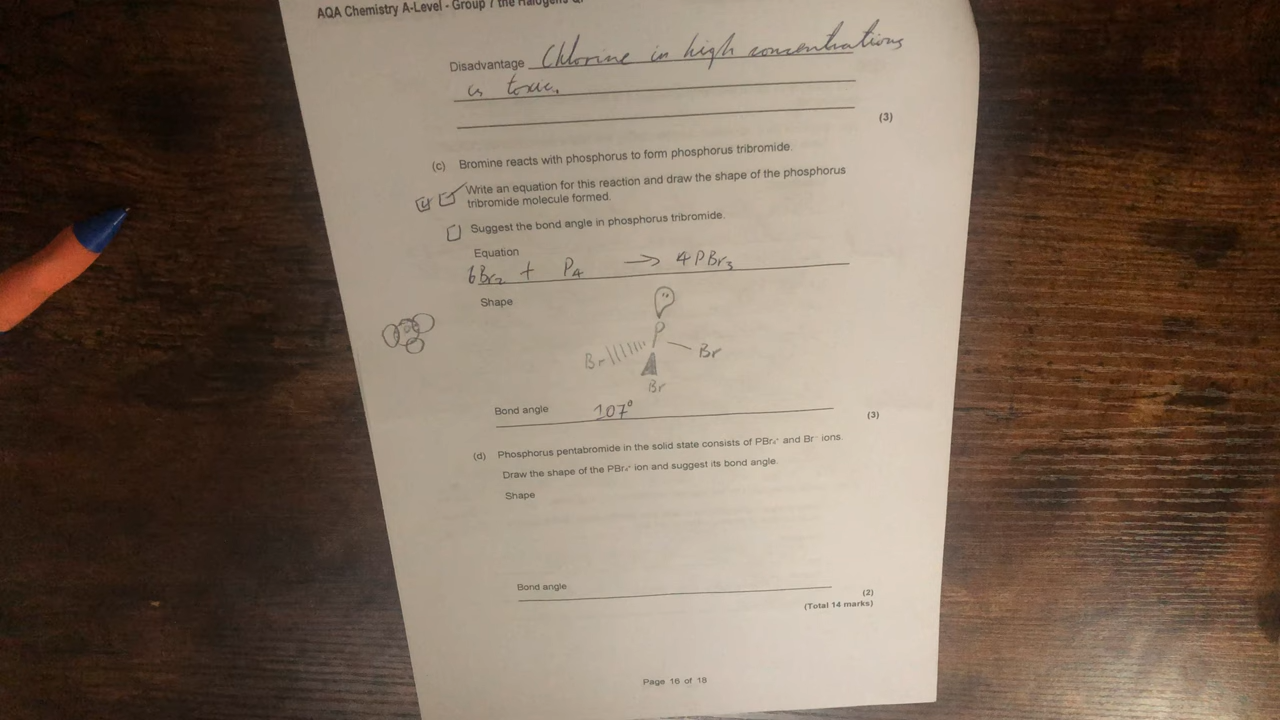 AQA Chemistry A-Level - Group 7 the Halogens
Disadvantage Chlorine in high concentrations
is toxic.
(3)
(c) Bromine reacts with phosphorus to form phosphorus tribromide.
Write an equation for this reaction and draw the shape of the phosphorus
tribromide molecule formed.
Suggest the bond angle in phosphorus tribromide.
Equation
6Br₂ + P₄ → 4PBr₃
Shape
P
Br
Br
Br
Bond angle 107°
(3)
(d) Phosphorus pentabromide in the solid state consists of PBr₄⁺ and Br⁻ ions.
Draw the shape of the PBr₄⁺ ion and suggest its bond angle.
Shape
Bond angle
(2)
(Total 14 marks)
Page 16 of 18